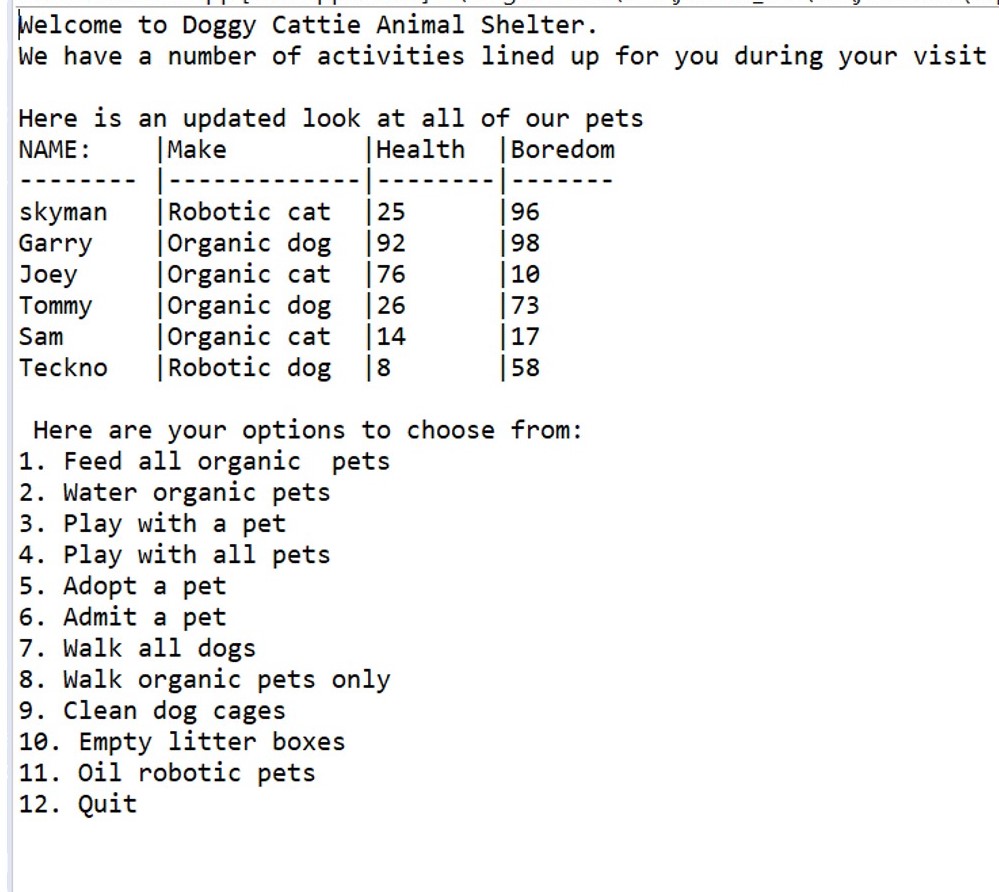 Welcome to Doggy Cattie Animal Shelter.
We have a number of activities lined up for you during your visit
Here is an updated look at all of our pets
NAME:     |Make         |Health  |Boredom
-------- |-------------|--------|-------
skyman   |Robotic cat  |25      |96
Garry    |Organic dog  |92      |98
Joey     |Organic cat  |76      |10
Tommy    |Organic dog  |26      |73
Sam      |Organic cat  |14      |17
Teckno   |Robotic dog  |8       |58
Here are your options to choose from:
1. Feed all organic  pets
2. Water organic pets
3. Play with a pet
4. Play with all pets
5. Adopt a pet
6. Admit a pet
7. Walk all dogs
8. Walk organic pets only
9. Clean dog cages
10. Empty litter boxes
11. Oil robotic pets
12. Quit